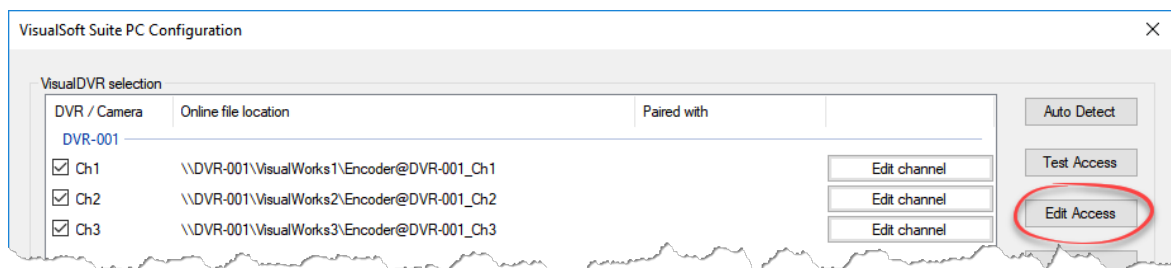 VisualSoft Suite PC Configuration
VisualDVR selection
DVR / Camera Online file location Paired with Auto Detect
DVR-001
Ch1 \\DVR-001\VisualWorks1\Encoder@DVR-001_Ch1 Edit channel Test Access
Ch2 \\DVR-001\VisualWorks2\Encoder@DVR-001_Ch2 Edit channel Edit Access
Ch3 \\DVR-001\VisualWorks3\Encoder@DVR-001_Ch3 Edit channel